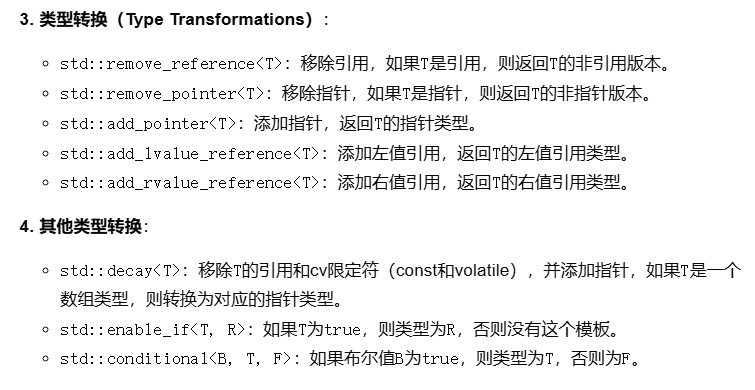 3. 类型转换（Type Transformations）:
std::remove_reference<T>：移除引用，如果T是引用，则返回T的非引用版本。
std::remove_pointer<T>：移除指针，如果T是指针，则返回T的非指针版本。
std::add_pointer<T>：添加指针，返回T的指针类型。
std::add_lvalue_reference<T>：添加左值引用，返回T的左值引用类型。
std::add_rvalue_reference<T>：添加右值引用，返回T的右值引用类型。
4. 其他类型转换:
std::decay<T>：移除T的引用和cv限定符（const和volatile），并添加指针，如果T是一个
数组类型，则转换为对应的指针类型。
std::enable_if<T, R>：如果T为true，则类型为R，否则没有这个模板。
std::conditional<B, T, F>：如果布尔值B为true，则类型为T，否则为F。